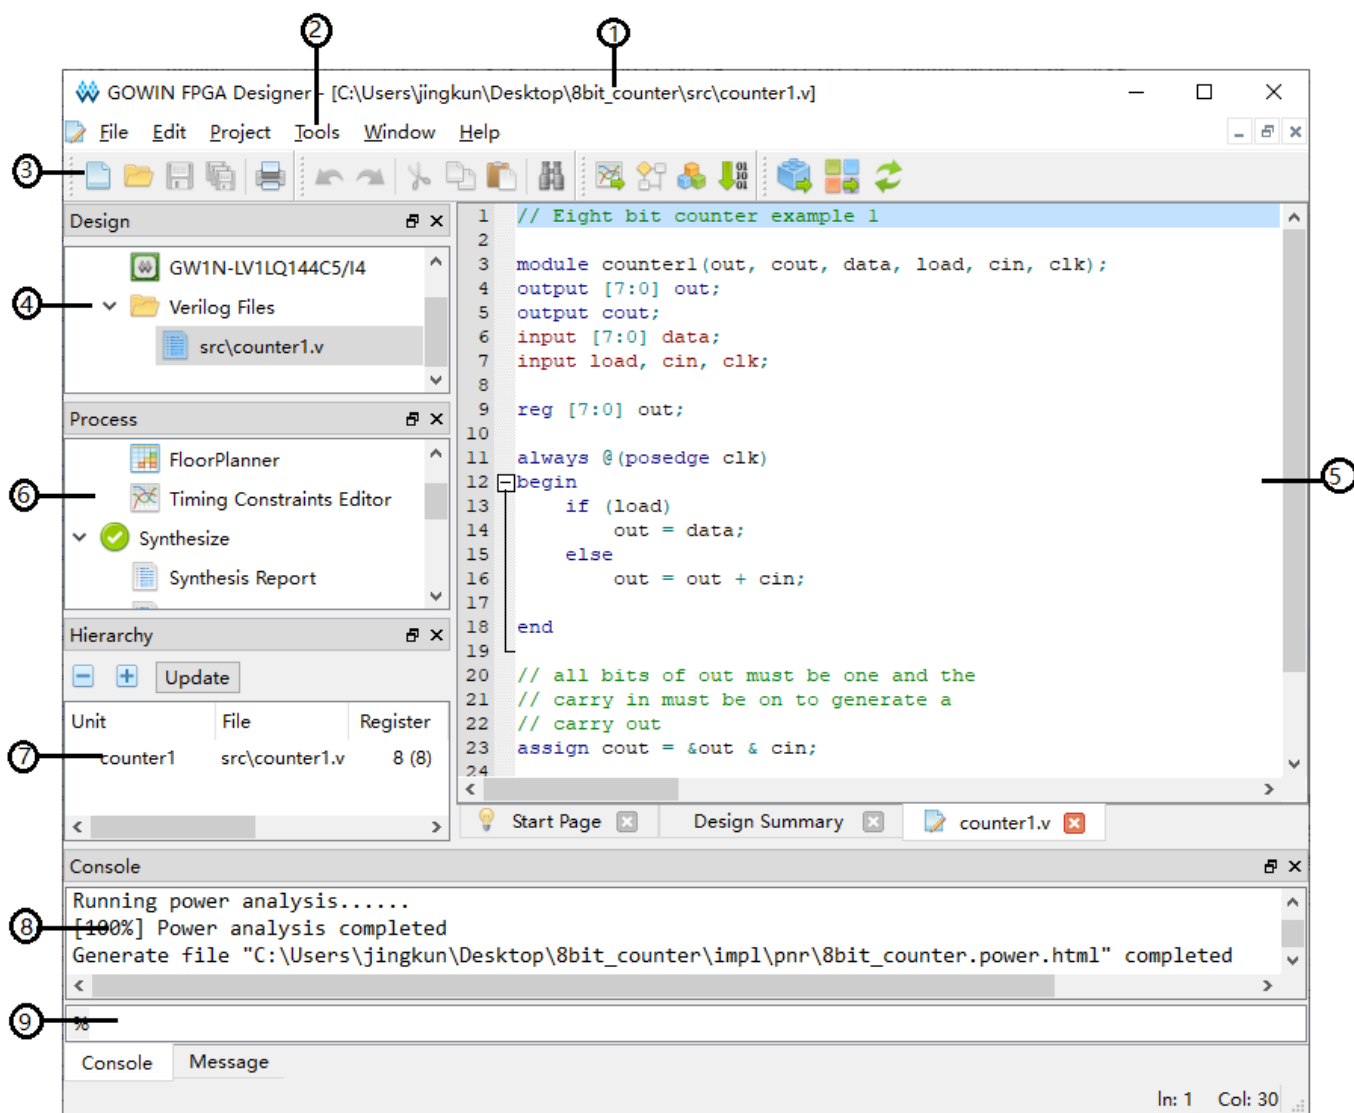 ② ①
GOWIN FPGA Designer - [C:\Users\jingkun\Desktop\8bit_counter\src\counter1.v]
File Edit Project Tools Window Help
③
Design
GW1N-LV1LQ144C5/I4
④ Verilog Files
src\counter1.v
Process
FloorPlanner
⑥ Timing Constraints Editor
Synthesize
Synthesis Report
Hierarchy
Update
Unit File Register
⑦ counter1 src\counter1.v 8 (8)
1 // Eight bit counter example 1
2
3 module counter1(out, cout, data, load, cin, clk);
4 output [7:0] out;
5 output cout;
6 input [7:0] data;
7 input load, cin, clk;
8
9 reg [7:0] out;
10
11 always @(posedge clk)
12 begin
13 if (load)
14 out = data;
15 else
16 out = out + cin;
17
18 end
19
20 // all bits of out must be one and the
21 // carry in must be on to generate a
22 // carry out
23 assign cout = &out & cin;
24
⑤
Start Page Design Summary counter1.v
Console
Running power analysis......
⑧ [100%] Power analysis completed
Generate file "C:\Users\jingkun\Desktop\8bit_counter\impl\pnr\8bit_counter.power.html" completed
⑨ %
Console Message
ln: 1 Col: 30